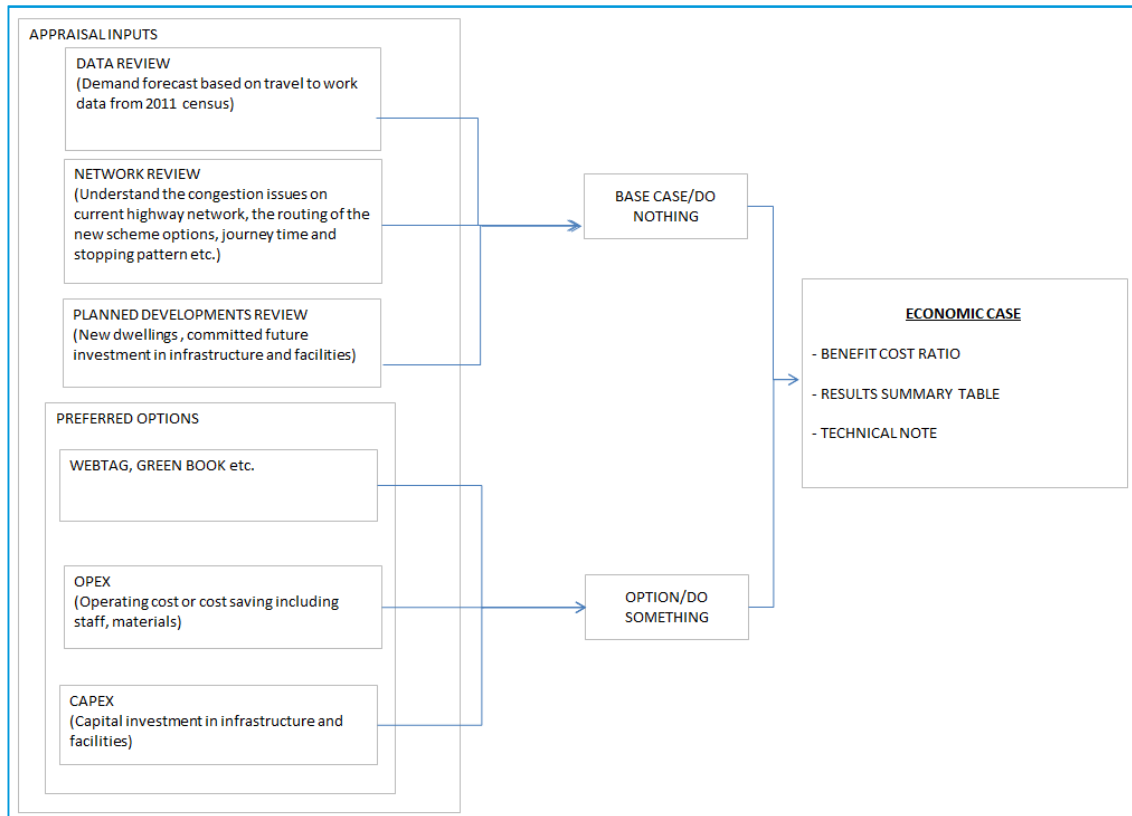 APPRAISAL INPUTS
DATA REVIEW
(Demand forecast based on travel to work
data from 2011 census)
NETWORK REVIEW
(Understand the congestion issues on
current highway network, the routing of the
new scheme options, journey time and
stopping pattern etc.)
PLANNED DEVELOPMENTS REVIEW
(New dwellings , committed future
investment in infrastructure and facilities)
PREFERRED OPTIONS
WEBTAG, GREEN BOOK etc.
OPEX
(Operating cost or cost saving including
staff, materials)
CAPEX
(Capital investment in infrastructure and
facilities)
BASE CASE/DO
NOTHING
OPTION/DO
SOMETHING
ECONOMIC CASE
- BENEFIT COST RATIO
- RESULTS SUMMARY TABLE
- TECHNICAL NOTE